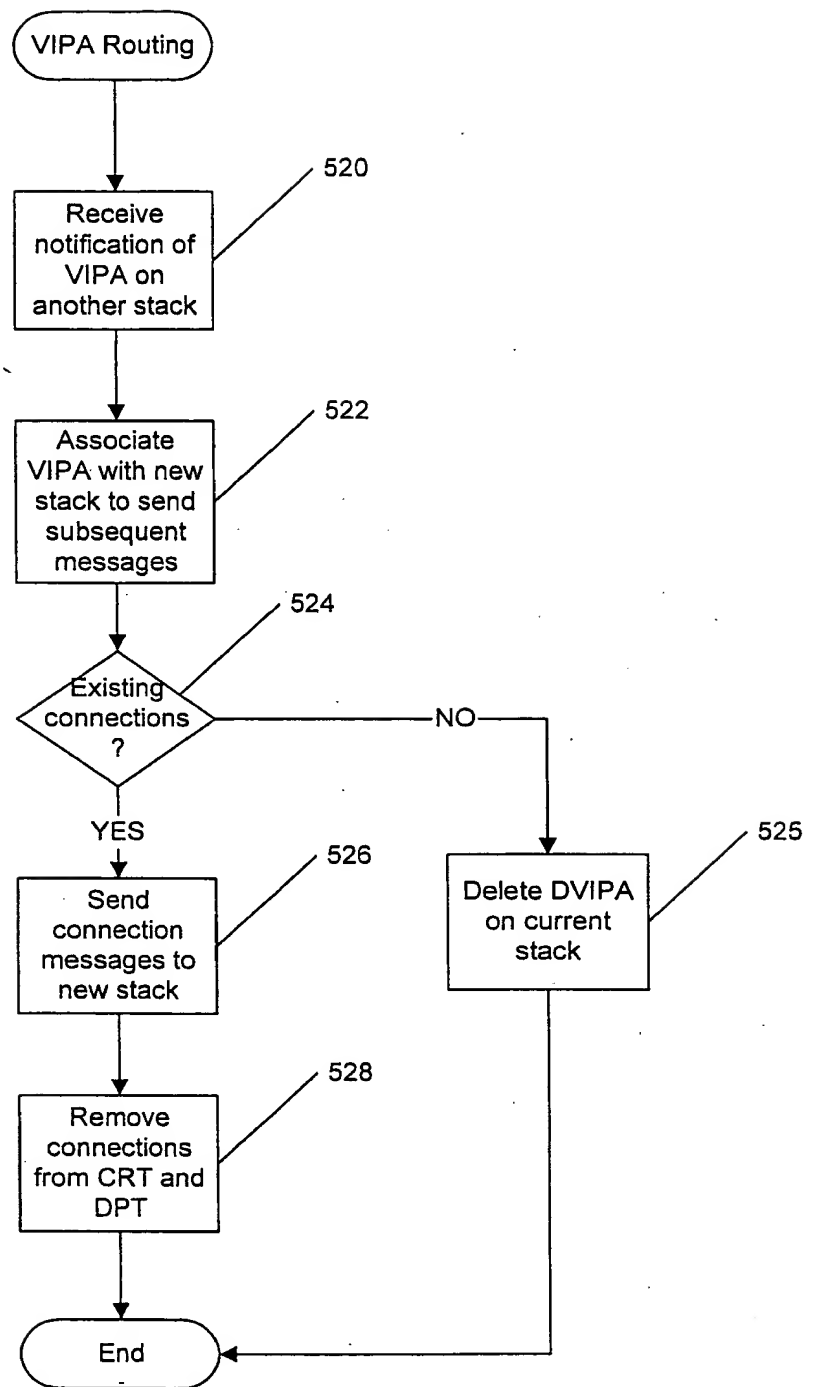 VIPA Routing
520
Receive
notification of
VIPA on
another stack
522
Associate
VIPA with new
stack to send
subsequent
messages
524
Existing
connections
?
NO
YES
526
Send
connection
messages to
new stack
525
Delete DVIPA
on current
stack
528
Remove
connections
from CRT and
DPT
End